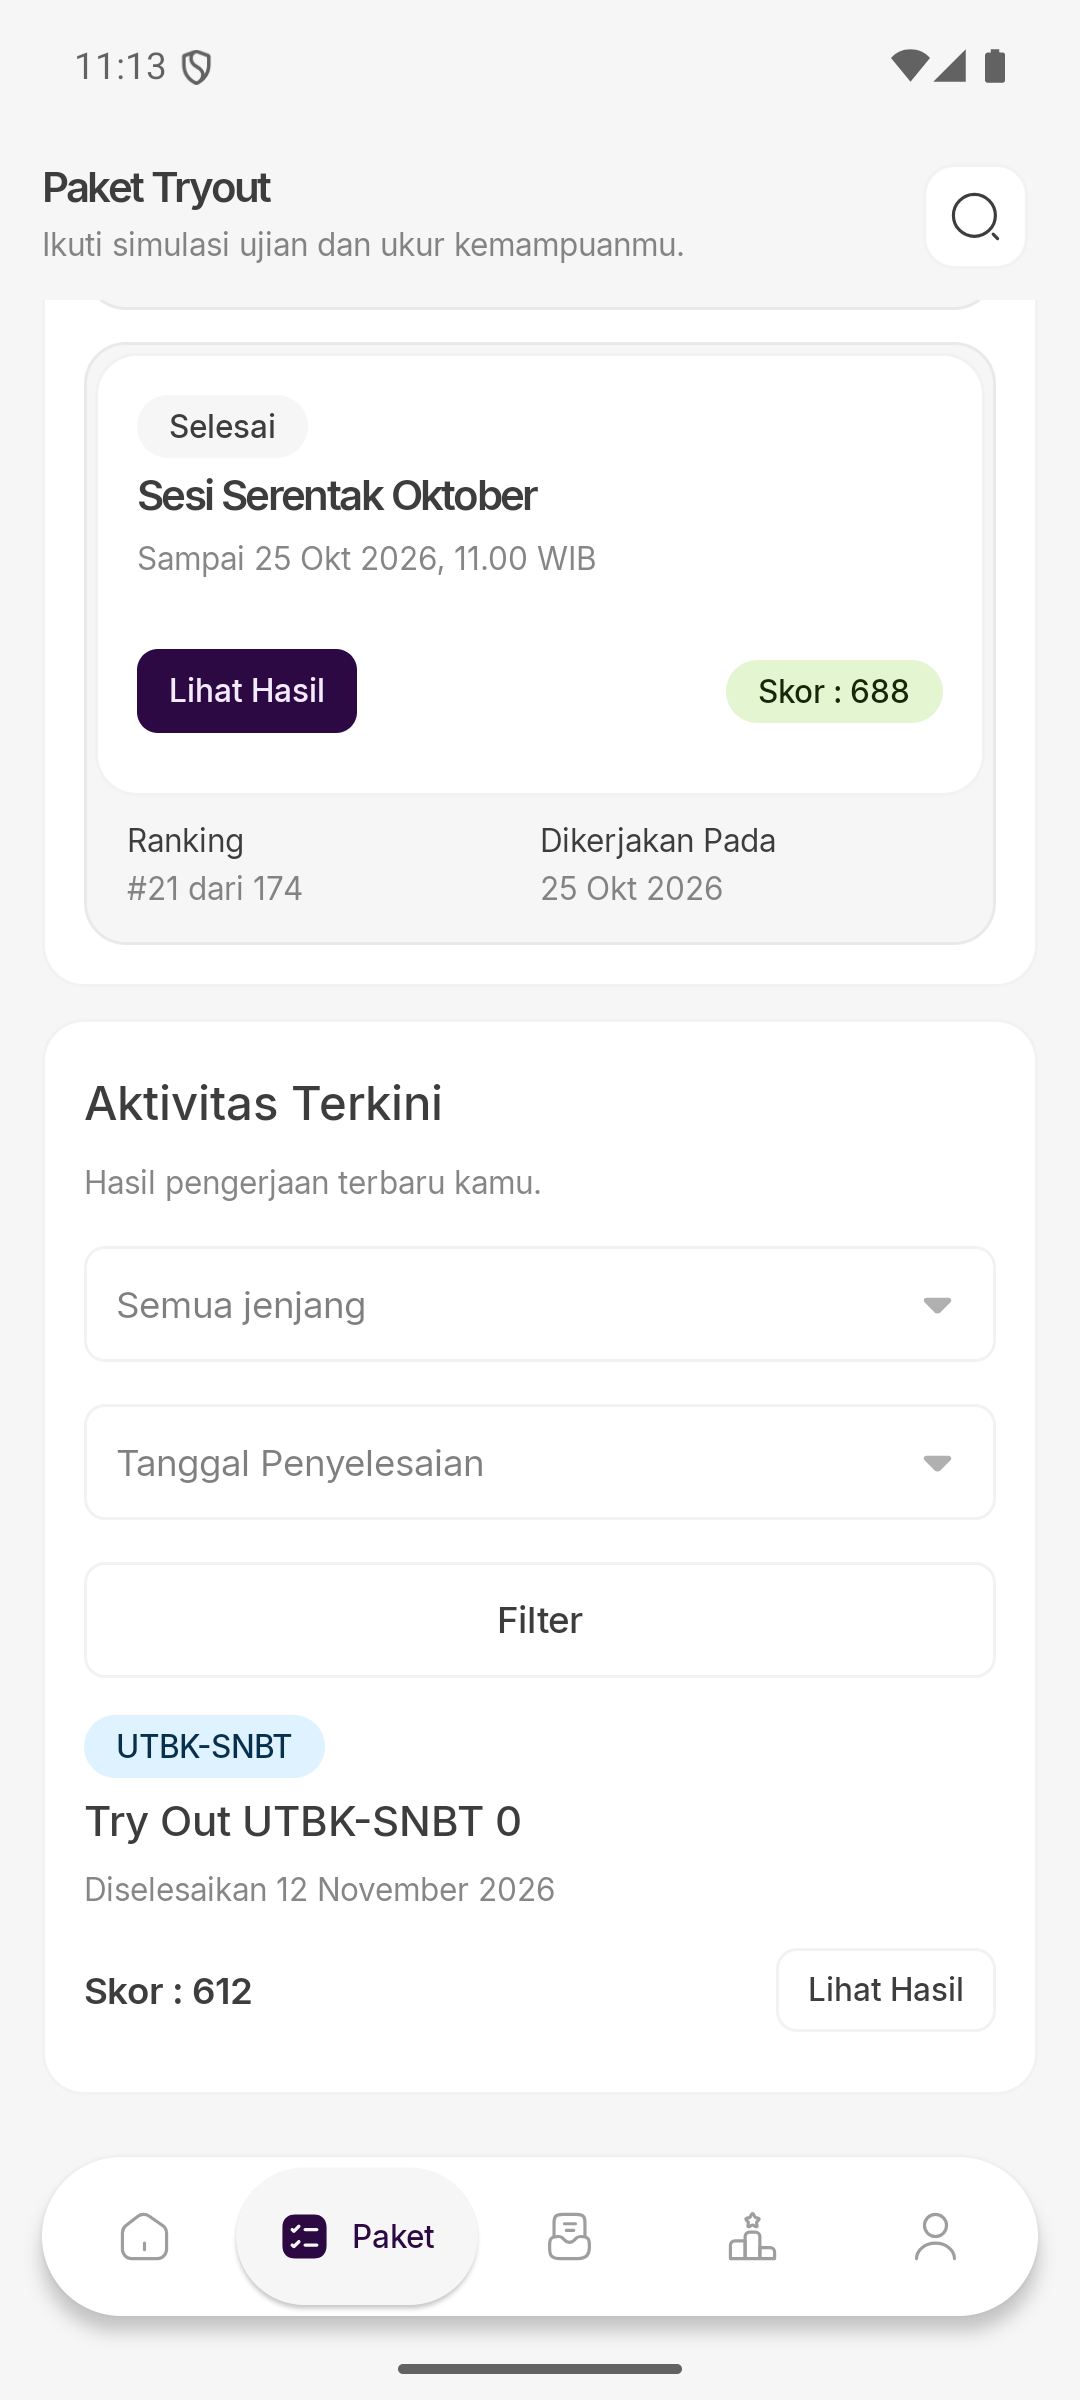 11:13
Paket Tryout
Ikuti simulasi ujian dan ukur kemampuanmu.
Selesai
Sesi Serentak Oktober
Sampai 25 Okt 2026, 11.00 WIB
Lihat Hasil
Skor : 688
Ranking
#21 dari 174
Dikerjakan Pada
25 Okt 2026
Aktivitas Terkini
Hasil pengerjaan terbaru kamu.
Semua jenjang
Tanggal Penyelesaian
Filter
UTBK-SNBT
Try Out UTBK-SNBT 0
Diselesaikan 12 November 2026
Skor : 612
Lihat Hasil
Paket